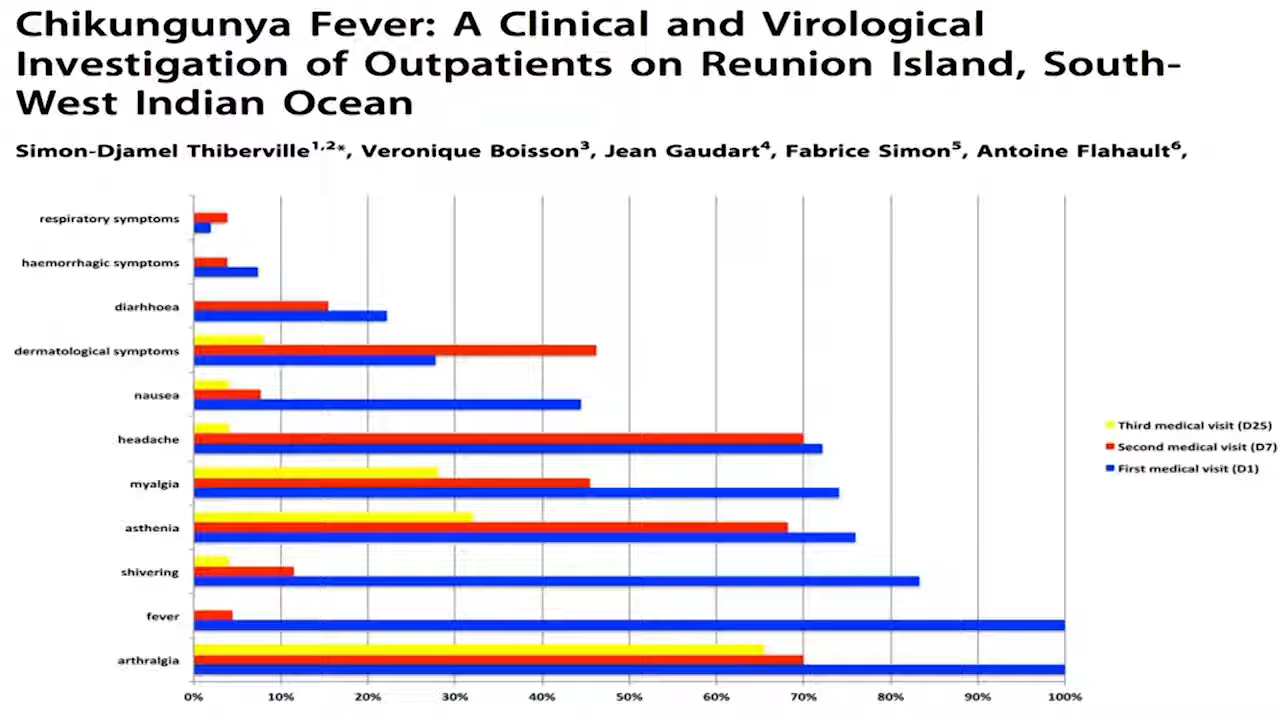 Chikungunya Fever: A Clinical and Virological
Investigation of Outpatients on Reunion Island, South-
West Indian Ocean
Simon-Djamel Thiberville1,2*, Veronique Boisson3, Jean Gaudart4, Fabrice Simon5, Antoine Flahault6,
respiratory symptoms
haemorrhagic symptoms
diarhhoea
dermatological symptoms
nausea
headache
myalgia
asthenia
shivering
fever
arthralgia
0% 10% 20% 30% 40% 50% 60% 70% 80% 90% 100%
Third medical visit (D25)
Second medical visit (D7)
First medical visit (D1)